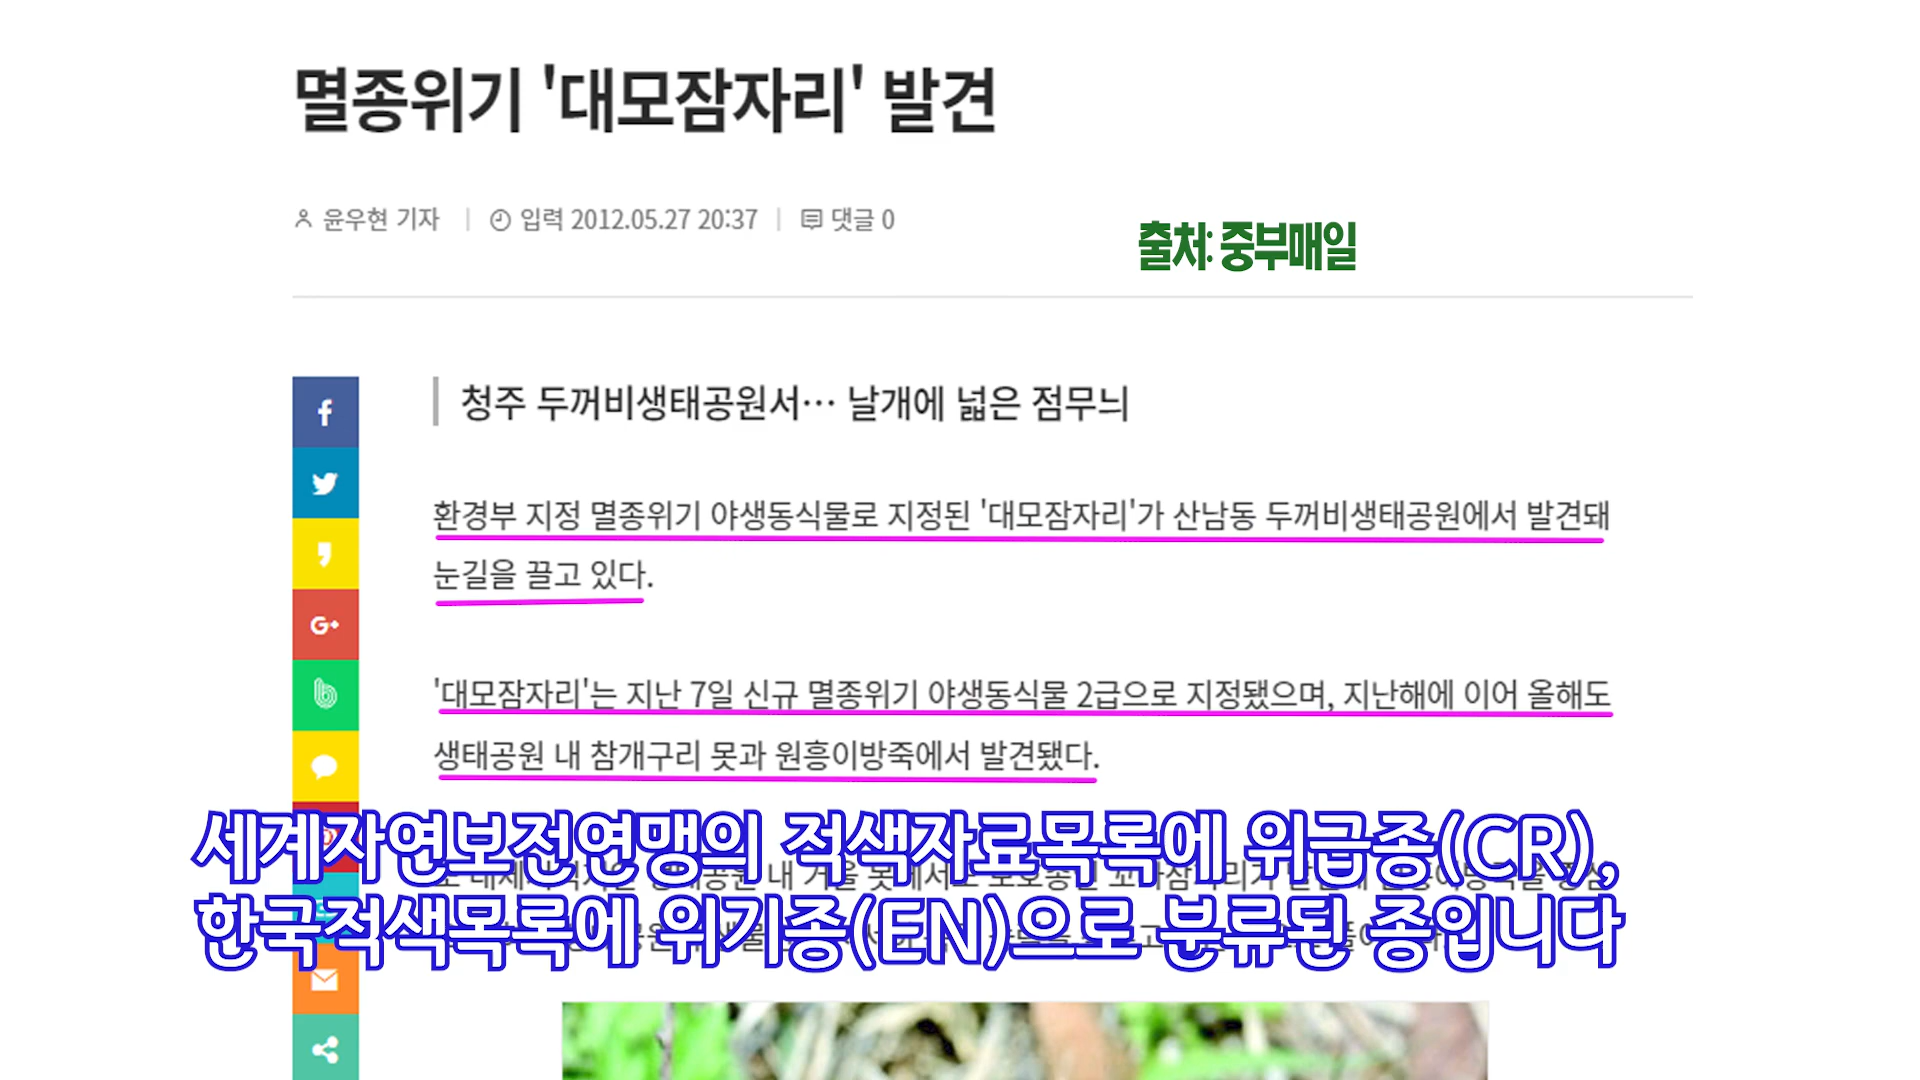 멸종위기 '대모잠자리' 발견
윤우현 기자 | 입력 2012.05.27 20:37 | 댓글 0
출처: 중부매일
청주 두꺼비생태공원서… 날개에 넓은 점무늬
환경부 지정 멸종위기 야생동식물로 지정된 '대모잠자리'가 산남동 두꺼비생태공원에서 발견돼
눈길을 끌고 있다.
'대모잠자리'는 지난 7일 신규 멸종위기 야생동식물 2급으로 지정됐으며, 지난해에 이어 올해도
생태공원 내 참개구리 못과 원흥이방죽에서 발견됐다.
세계자연보전연맹의 적색자료목록에 위급종(CR),
한국적색목록에 위기종(EN)으로 분류된 종입니다